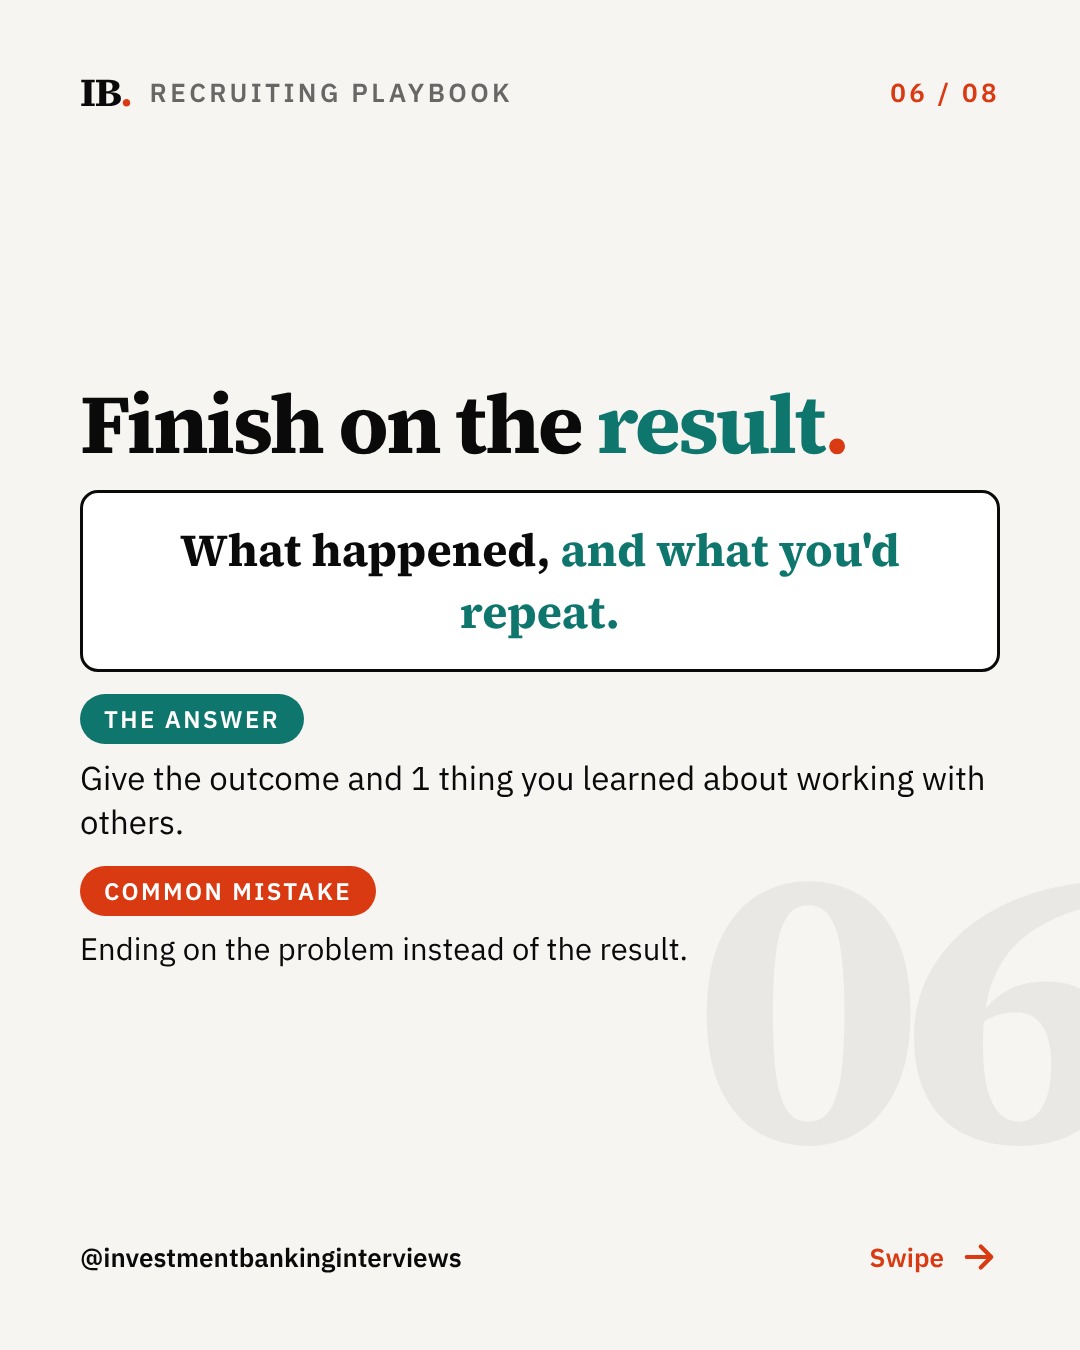 IB. RECRUITING PLAYBOOK
06 / 08
Finish on the result.
What happened, and what you'd
repeat.
THE ANSWER
Give the outcome and 1 thing you learned about working with
others.
COMMON MISTAKE
Ending on the problem instead of the result.
06
@investmentbankinginterviews
Swipe →